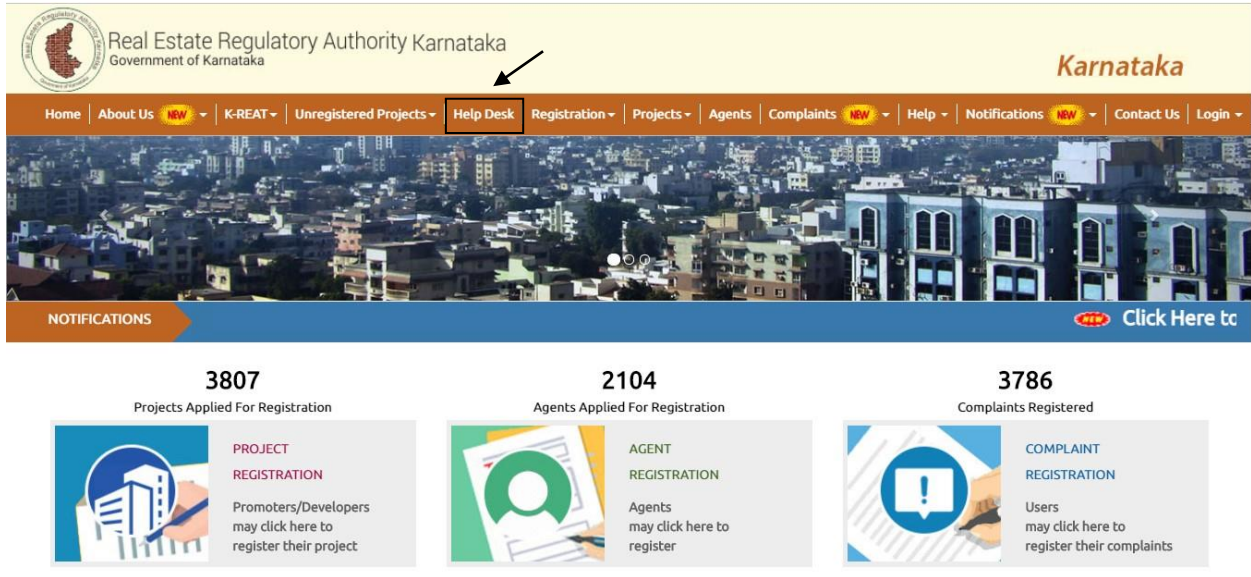 Real Estate Regulatory Authority Karnataka
Government of Karnataka
Karnataka
Home About Us NEW K-REAT Unregistered Projects Help Desk Registration Projects Agents Complaints NEW Help Notifications NEW Contact Us Login
NOTIFICATIONS
NEW Click Here to
3807
Projects Applied For Registration
PROJECT
REGISTRATION
Promoters/Developers
may click here to
register their project
2104
Agents Applied For Registration
AGENT
REGISTRATION
Agents
may click here to
register
3786
Complaints Registered
COMPLAINT
REGISTRATION
Users
may click here to
register their complaints